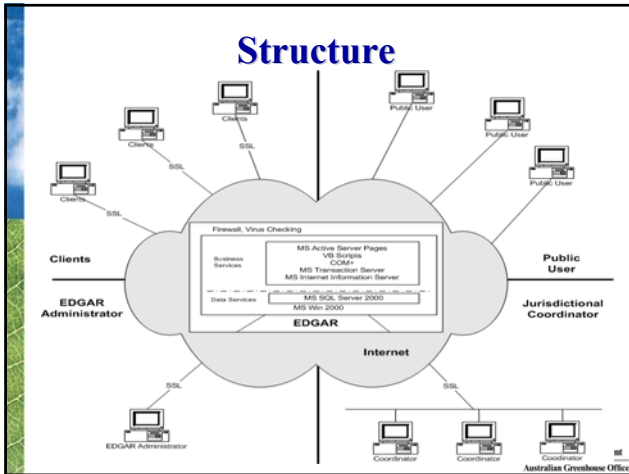 Structure
Clients
Clients
Clients
SSL
SSL
SSL
Public User
Public User
Public User
Firewall, Virus Checking
Business
Services
MS Active Server Pages
VB Scripts
COM+
MS Transaction Server
MS Internet Information Server
Data Services
MS SQL Server 2000
MS Win 2000
EDGAR
Clients
Public
User
EDGAR
Administrator
Jurisdictional
Coordinator
Internet
SSL
SSL
EDGAR Administrator
Coordinator
Coordinator
Coodinator
nt
Australian Greenhouse Office